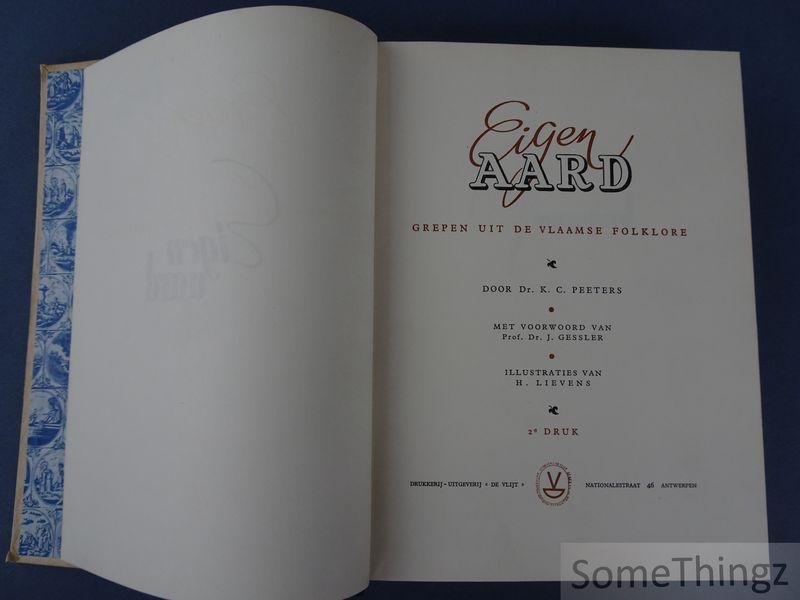 Eigen
AARD
GREPEN UIT DE VLAAMSE FOLKLORE
DOOR Dr. K. C. PEETERS
MET VOORWOORD VAN
Prof. Dr. J. GESSLER
ILLUSTRATIES VAN
H. LIEVENS
2e DRUK
DRUKKERIJ-UITGEVERIJ « DE VLIJT » NATIONALESTRAAT 46 ANTWERPEN
SomeThingz